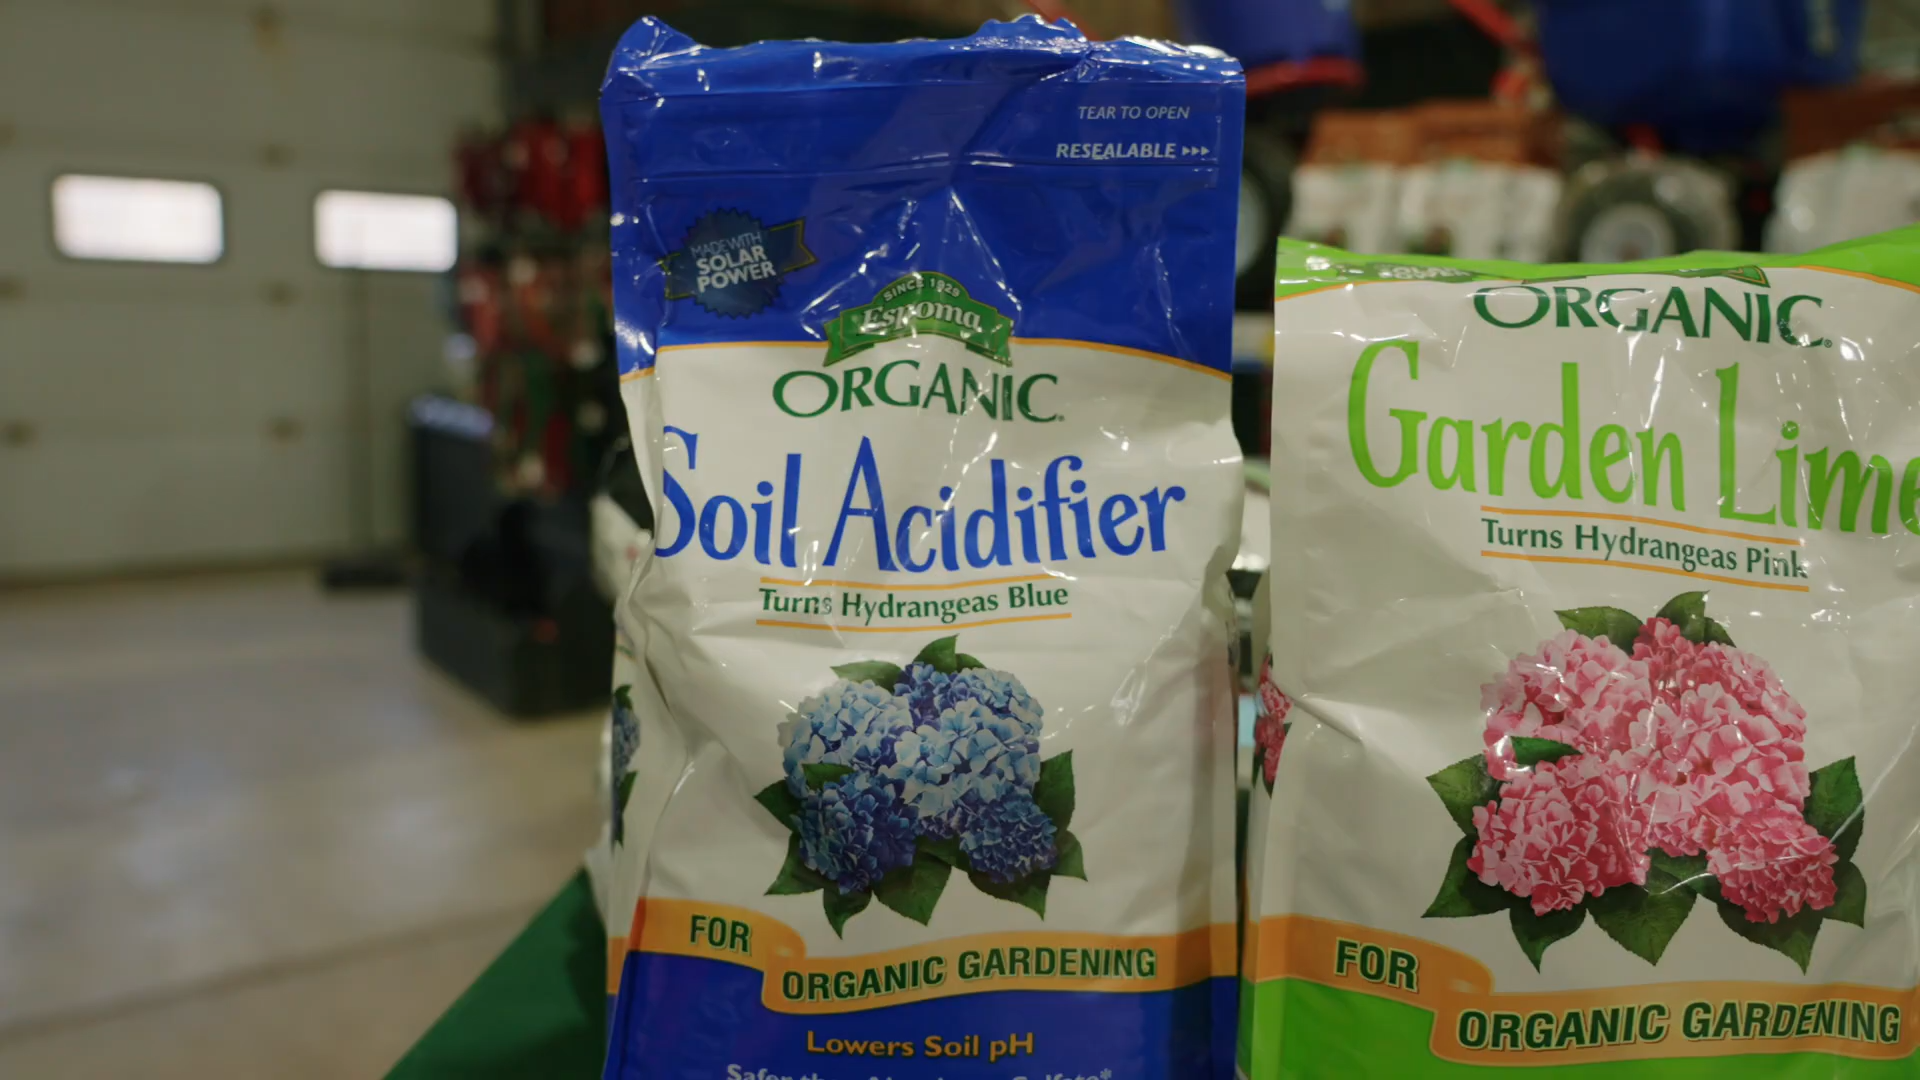 TEAR TO OPEN
RESEALABLE
MADE WITH
SOLAR
POWER
SINCE 1929
Espoma
ORGANIC
Soil Acidifier
Turns Hydrangeas Blue
FOR
ORGANIC GARDENING
Lowers Soil pH
ORGANIC
Garden Lime
Turns Hydrangeas Pink
FOR
ORGANIC GARDENING